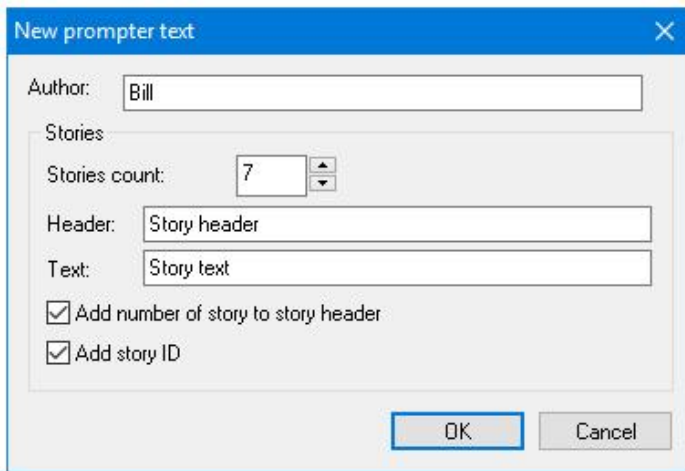 New prompter text
Author: Bill
Stories
Stories count: 7
Header: Story header
Text: Story text
Add number of story to story header
Add story ID
OK Cancel